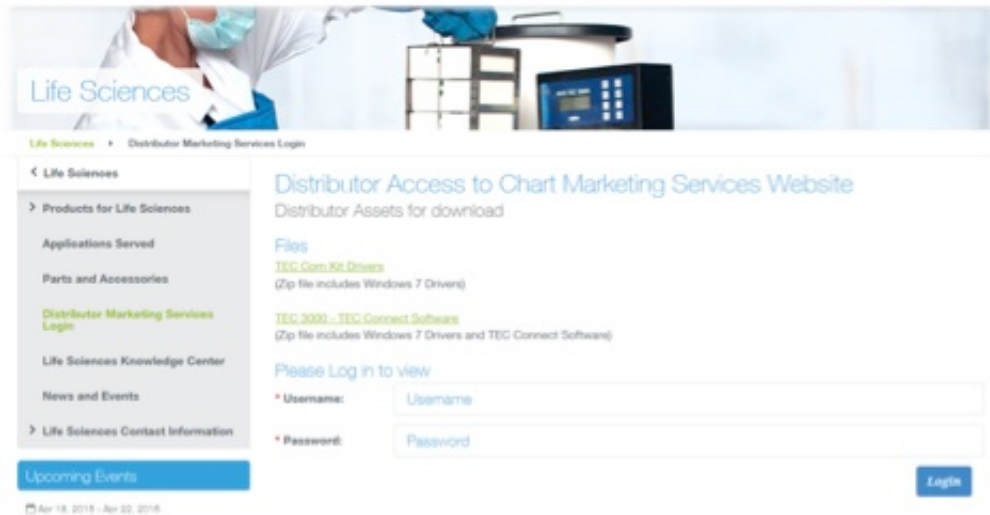 Life Sciences
Life Sciences › Distributor Marketing Services Login
< Life Sciences
> Products for Life Sciences
Applications Served
Parts and Accessories
Distributor Marketing Services
Login
Life Sciences Knowledge Center
News and Events
> Life Sciences Contact Information
Upcoming Events
Apr 18, 2018 - Apr 22, 2018
Distributor Access to Chart Marketing Services Website
Distributor Assets for download
Files
TEC Com Kit Drivers
(Zip file includes Windows 7 Drivers)
TEC 3000 - TEC Connect Software
(Zip file includes Windows 7 Drivers and TEC Connect Software)
Please Log in to view
* Username:
Username
* Password:
Password
Login